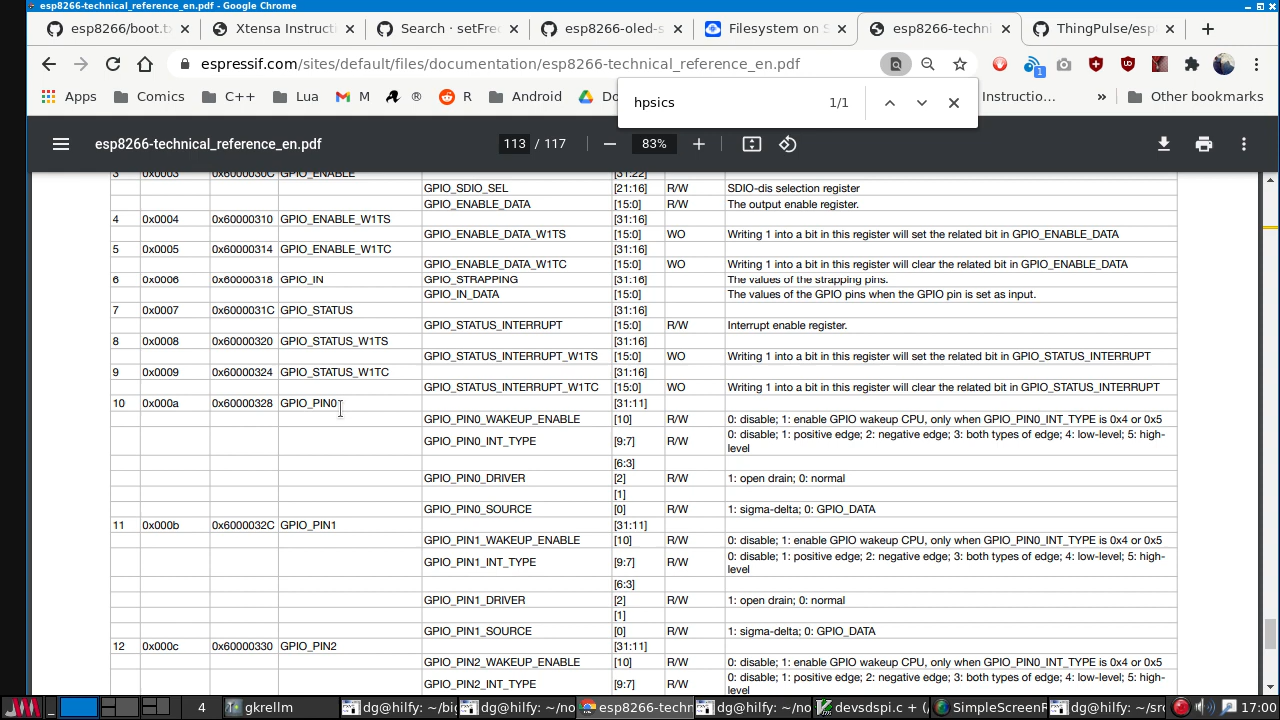 esp8266-technical_reference_en.pdf - Google Chrome
esp8266/boot.t
Xtensa Instruct
Search · setFre
esp8266-oled-s
Filesystem on S
esp8266-techni
ThingPulse/esp
espressif.com/sites/default/files/documentation/esp8266-technical_reference_en.pdf
1
Apps Comics C++ Lua M R Android Do Instructio » Other bookmarks
hpsics 1/1
esp8266-technical_reference_en.pdf 113 / 117 83%
3 0x0003 0x6000030C GPIO_ENABLE [31:22]
GPIO_SDIO_SEL [21:16] R/W SDIO-dis selection register
GPIO_ENABLE_DATA [15:0] R/W The output enable register.
4 0x0004 0x60000310 GPIO_ENABLE_W1TS [31:16]
GPIO_ENABLE_DATA_W1TS [15:0] WO Writing 1 into a bit in this register will set the related bit in GPIO_ENABLE_DATA
5 0x0005 0x60000314 GPIO_ENABLE_W1TC [31:16]
GPIO_ENABLE_DATA_W1TC [15:0] WO Writing 1 into a bit in this register will clear the related bit in GPIO_ENABLE_DATA
6 0x0006 0x60000318 GPIO_IN GPIO_STRAPPING [31:16] The values of the strapping pins.
GPIO_IN_DATA [15:0] The values of the GPIO pins when the GPIO pin is set as input.
7 0x0007 0x6000031C GPIO_STATUS [31:16]
GPIO_STATUS_INTERRUPT [15:0] R/W Interrupt enable register.
8 0x0008 0x60000320 GPIO_STATUS_W1TS [31:16]
GPIO_STATUS_INTERRUPT_W1TS [15:0] WO Writing 1 into a bit in this register will set the related bit in GPIO_STATUS_INTERRUPT
9 0x0009 0x60000324 GPIO_STATUS_W1TC [31:16]
GPIO_STATUS_INTERRUPT_W1TC [15:0] WO Writing 1 into a bit in this register will clear the related bit in GPIO_STATUS_INTERRUPT
10 0x000a 0x60000328 GPIO_PIN0 [31:11]
GPIO_PIN0_WAKEUP_ENABLE [10] R/W 0: disable; 1: enable GPIO wakeup CPU, only when GPIO_PIN0_INT_TYPE is 0x4 or 0x5
GPIO_PIN0_INT_TYPE [9:7] R/W 0: disable; 1: positive edge; 2: negative edge; 3: both types of edge; 4: low-level; 5: high-
level
[6:3]
GPIO_PIN0_DRIVER [2] R/W 1: open drain; 0: normal
[1]
GPIO_PIN0_SOURCE [0] R/W 1: sigma-delta; 0: GPIO_DATA
11 0x000b 0x6000032C GPIO_PIN1 [31:11]
GPIO_PIN1_WAKEUP_ENABLE [10] R/W 0: disable; 1: enable GPIO wakeup CPU, only when GPIO_PIN0_INT_TYPE is 0x4 or 0x5
GPIO_PIN1_INT_TYPE [9:7] R/W 0: disable; 1: positive edge; 2: negative edge; 3: both types of edge; 4: low-level; 5: high-
level
[6:3]
GPIO_PIN1_DRIVER [2] R/W 1: open drain; 0: normal
[1]
GPIO_PIN1_SOURCE [0] R/W 1: sigma-delta; 0: GPIO_DATA
12 0x000c 0x60000330 GPIO_PIN2 [31:11]
GPIO_PIN2_WAKEUP_ENABLE [10] R/W 0: disable; 1: enable GPIO wakeup CPU, only when GPIO_PIN0_INT_TYPE is 0x4 or 0x5
GPIO_PIN2_INT_TYPE [9:7] R/W 0: disable; 1: positive edge; 2: negative edge; 3: both types of edge; 4: low-level; 5: high-
level
4 gkrellm dg@hilfy: ~/bi dg@hilfy: ~/no esp8266-techn dg@hilfy: ~/no devsdspi.c + ( SimpleScreenR dg@hilfy: ~/sr 17:00